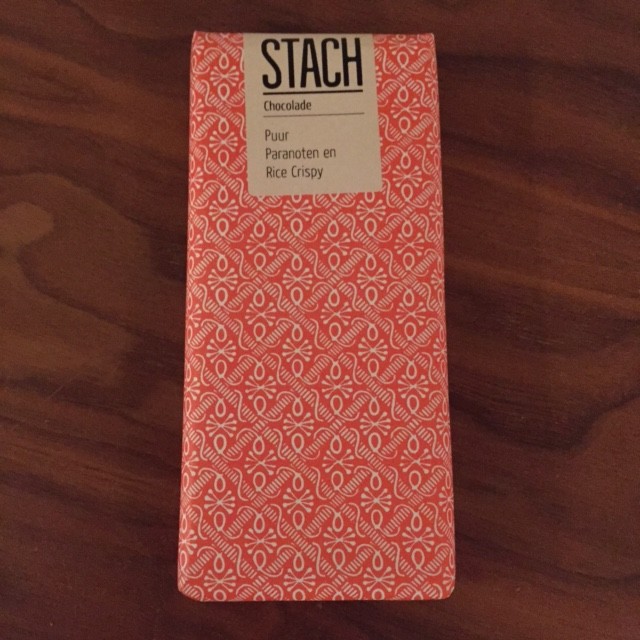 STACH
Chocolade
Puur
Paranoten en
Rice Crispy